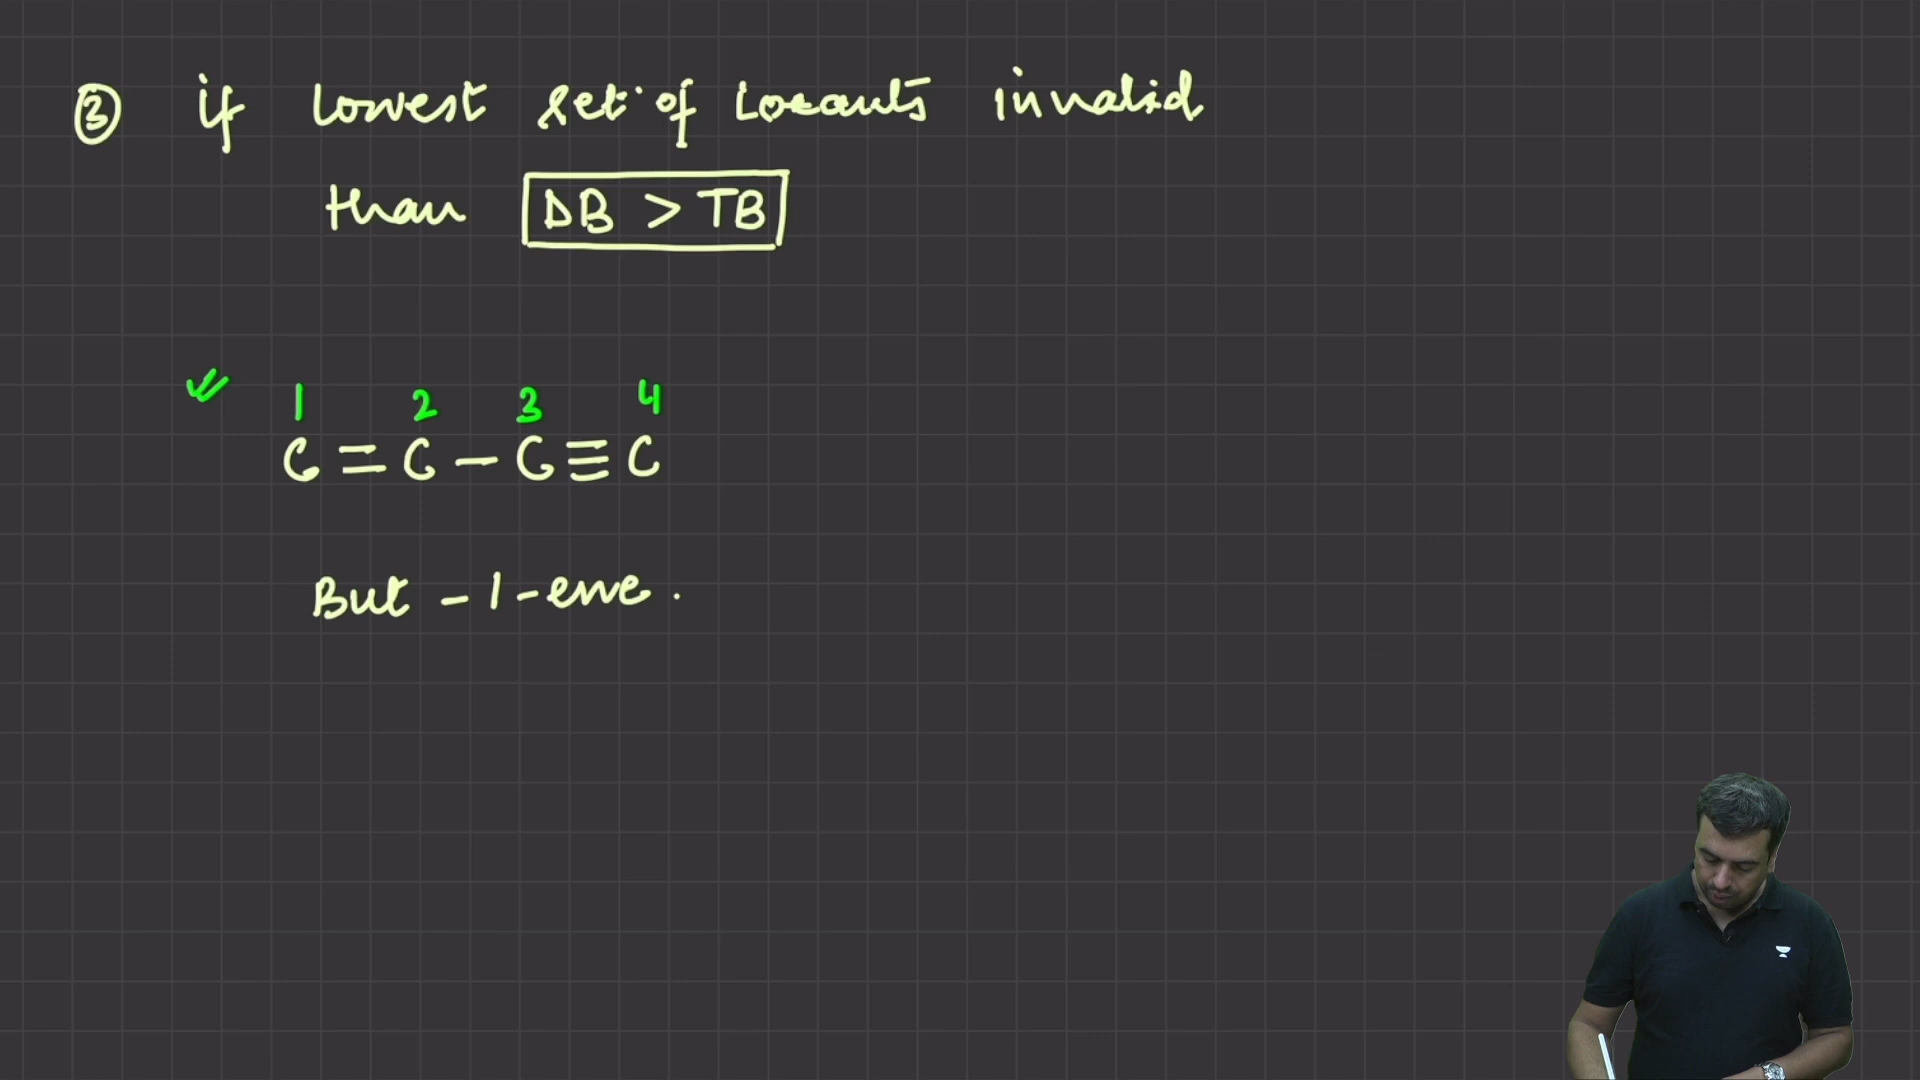 ③ if lowest set of Locants invalid
than DB > TB
1 2 3 4
C = C - C ≡ C
But - 1 - ene .